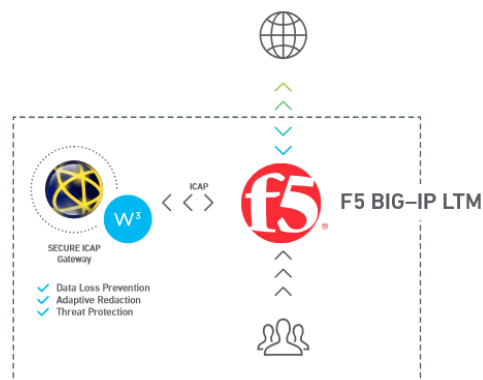 ICAP
f5
®
F5 BIG–IP LTM
W³
SECURE ICAP
Gateway
Data Loss Prevention
Adaptive Redaction
Threat Protection